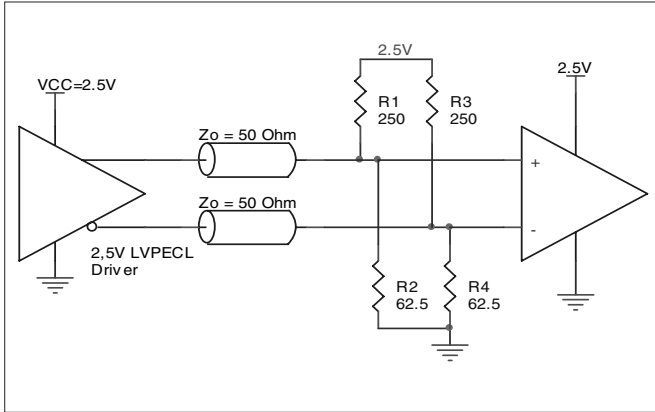 2.5V
VCC=2.5V
2.5V
R1
250
R3
250
Zo = 50 Ohm
+
Zo = 50 Ohm
-
2,5V LVPECL
Driver
R2
62.5
R4
62.5